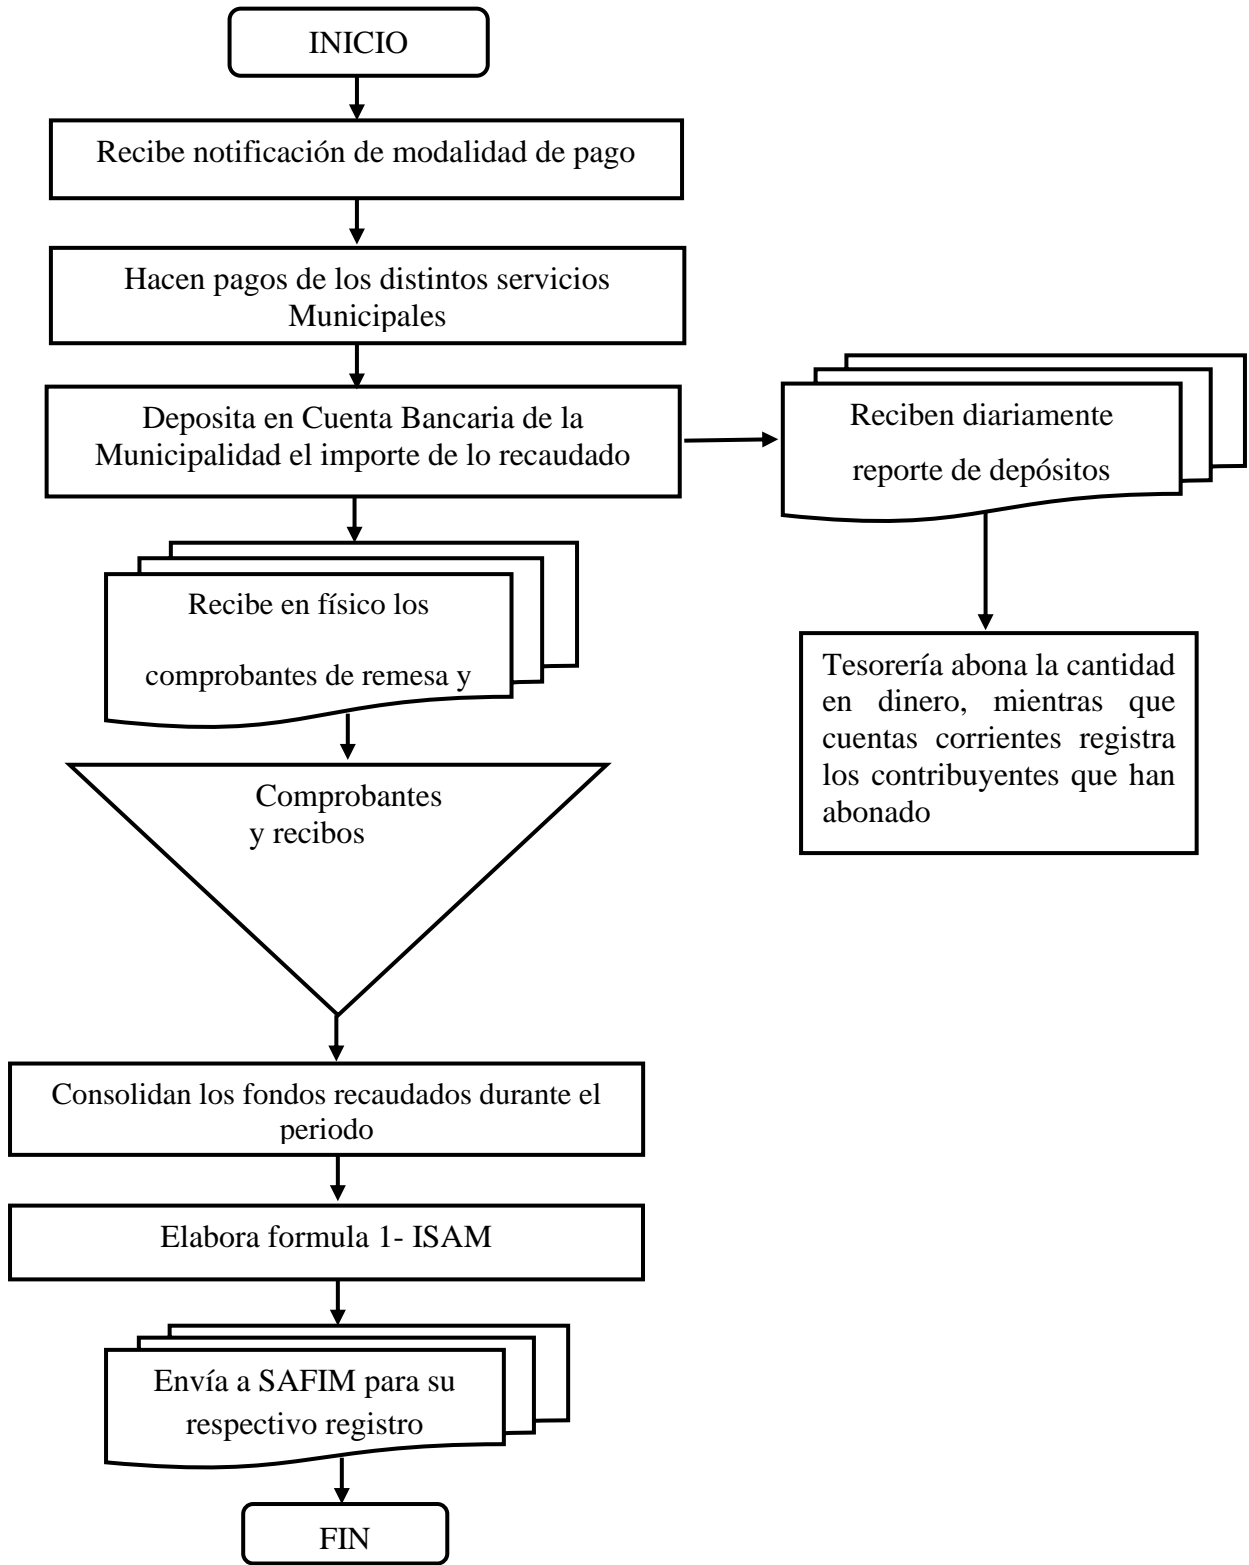 INICIO
Recibe notificación de modalidad de pago
Hacen pagos de los distintos servicios
Municipales
Deposita en Cuenta Bancaria de la
Municipalidad el importe de lo recaudado
Reciben diariamente
reporte de depósitos
Tesorería abona la cantidad
en dinero, mientras que
cuentas corrientes registra
los contribuyentes que han
abonado
Recibe en físico los
comprobantes de remesa y
Comprobantes
y recibos
Consolidan los fondos recaudados durante el
periodo
Elabora formula 1- ISAM
Envía a SAFIM para su
respectivo registro
FIN